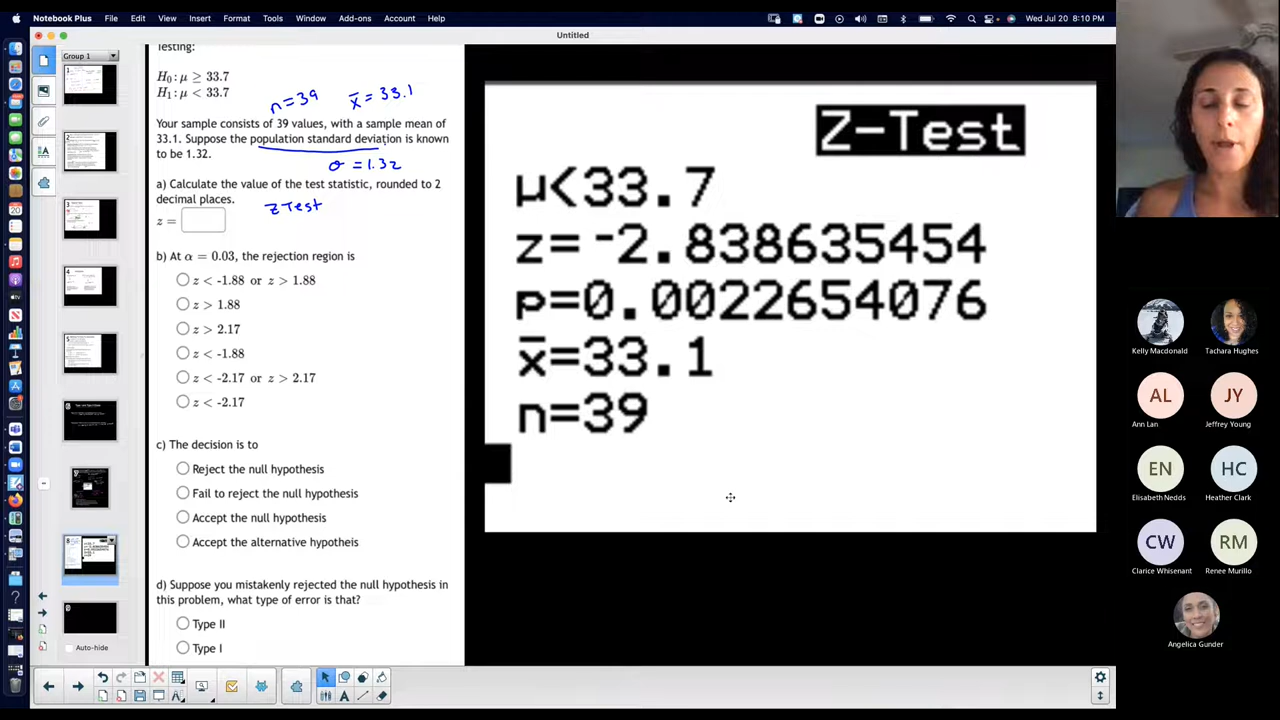 Notebook Plus File Edit View Insert Format Tools Window Add-ons Account Help
Wed Jul 20 8:10 PM
Untitled
Group 1
Testing:
H0: μ ≥ 33.7
H1: μ < 33.7
n=39 x̄ = 33.1
Your sample consists of 39 values, with a sample mean of
33.1. Suppose the population standard deviation is known
to be 1.32.
σ = 1.32
a) Calculate the value of the test statistic, rounded to 2
decimal places.
z Test
z =
b) At α = 0.03, the rejection region is
z < -1.88 or z > 1.88
z > 1.88
z > 2.17
z < -1.88
z < -2.17 or z > 2.17
z < -2.17
c) The decision is to
Reject the null hypothesis
Fail to reject the null hypothesis
Accept the null hypothesis
Accept the alternative hypotheis
d) Suppose you mistakenly rejected the null hypothesis in
this problem, what type of error is that?
Type II
Type I
Auto-hide
Z-Test
μ<33.7
z=-2.838635454
p=0.0022654076
x̄=33.1
n=39
Kelly Macdonald
Tachara Hughes
AL
Ann Lan
JY
Jeffrey Young
EN
Elisabeth Nedds
HC
Heather Clark
CW
Clarice Whisenant
RM
Renee Murillo
Angelica Gunder